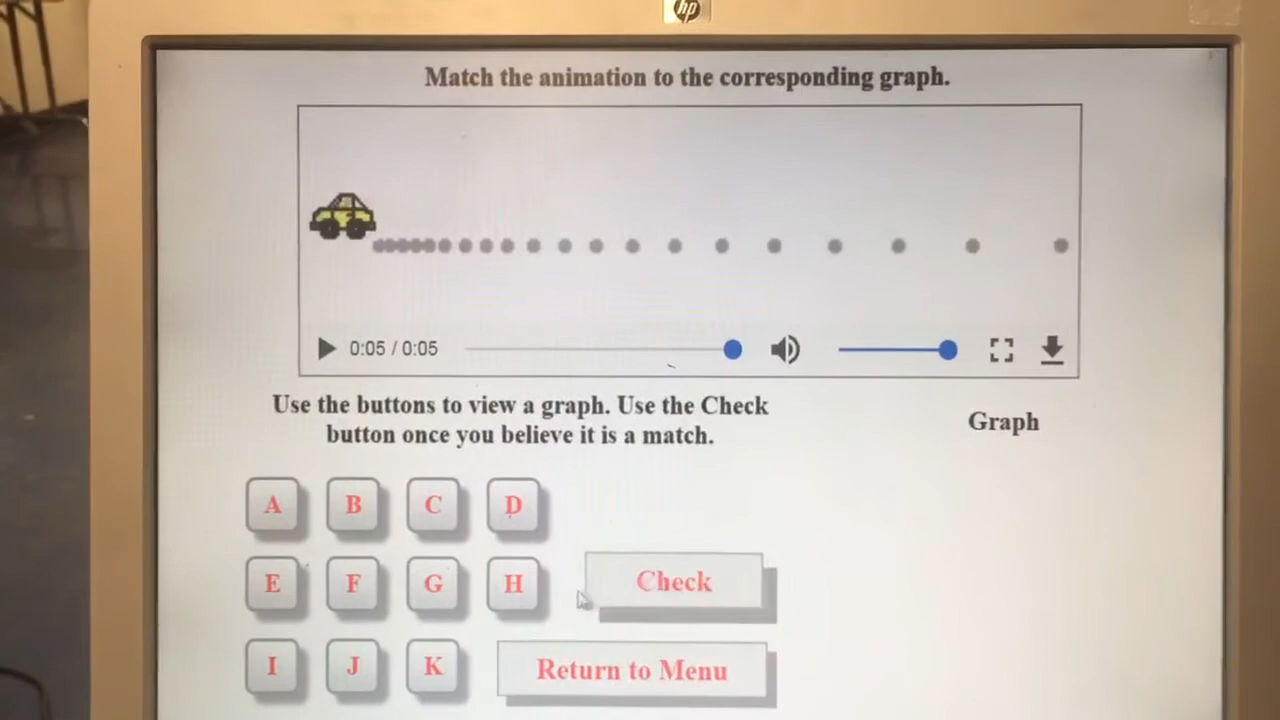 hp
Match the animation to the corresponding graph.
0:05 / 0:05
Use the buttons to view a graph. Use the Check
button once you believe it is a match.
Graph
A B C D
E F G H
Check
I J K
Return to Menu